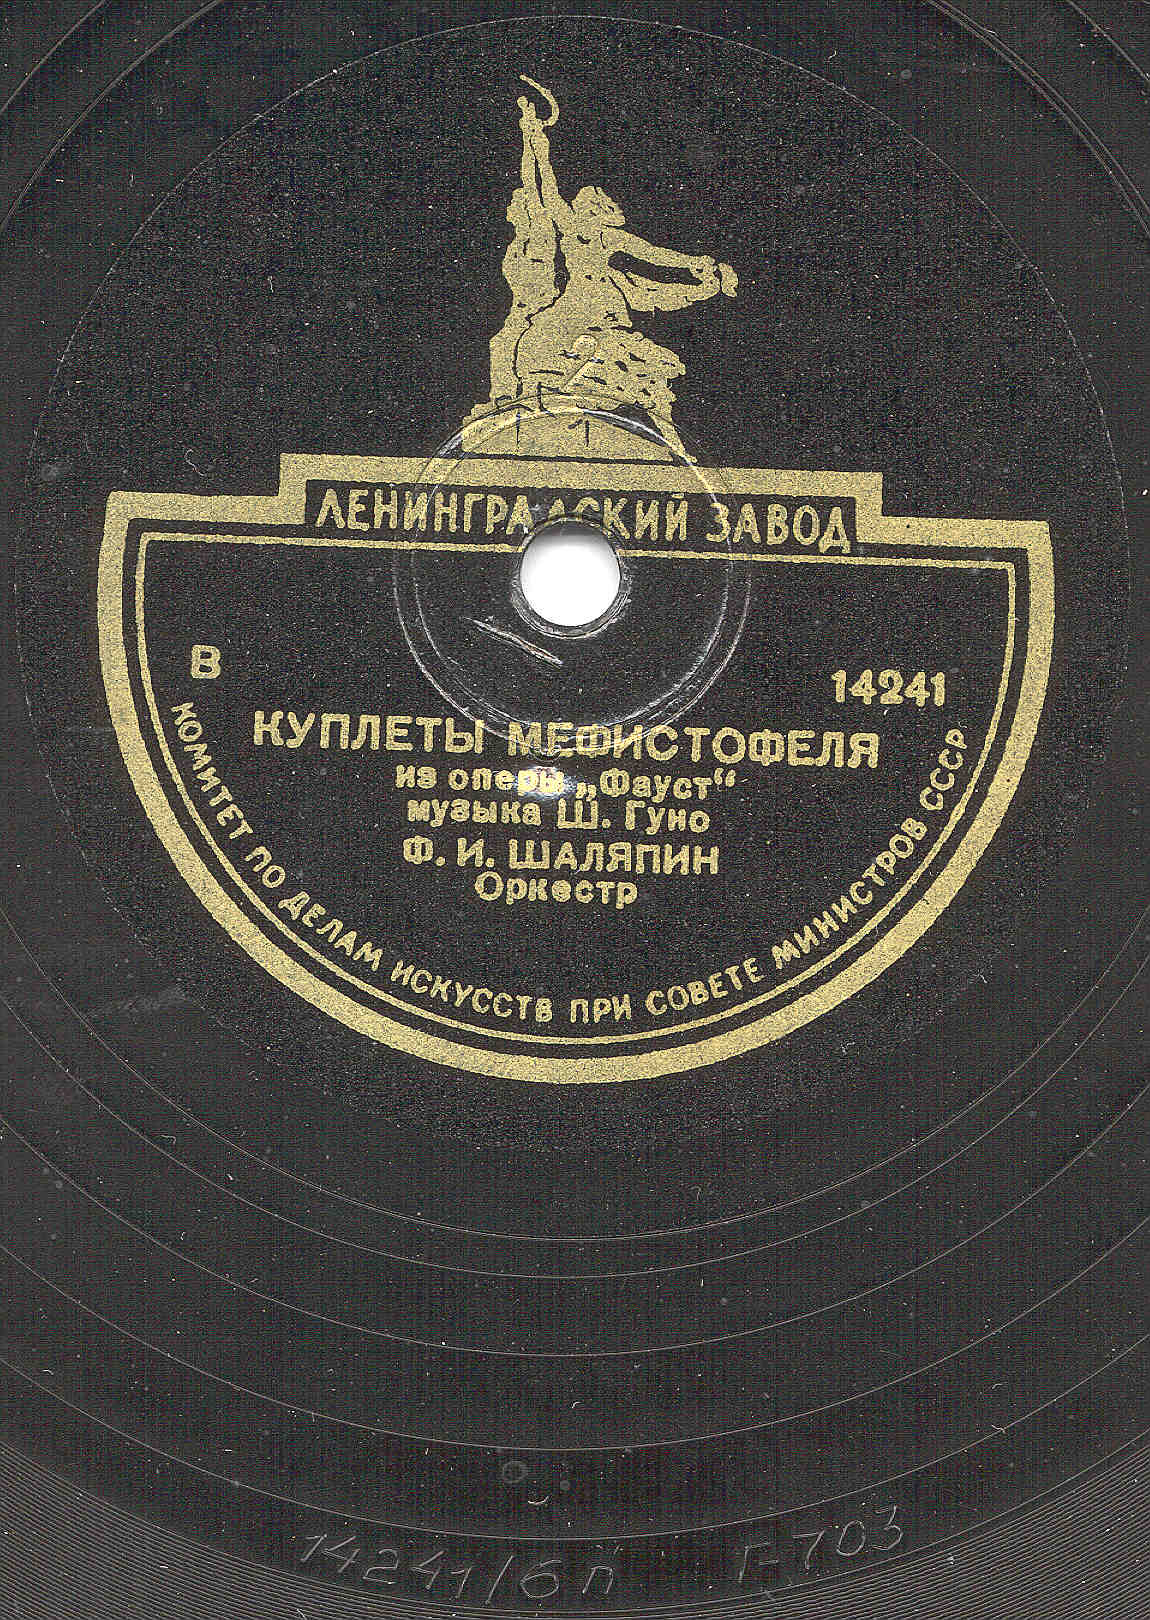 ЛЕНИНГРАДСКИЙ ЗАВОД
В 14241
КУПЛЕТЫ МЕФИСТОФЕЛЯ
из оперы „Фауст“
музыка Ш. Гуно
Ф. И. ШАЛЯПИН
Оркестр
КОМИТЕТ ПО ДЕЛАМ ИСКУССТВ ПРИ СОВЕТЕ МИНИСТРОВ СССР
14241/6п Г-703